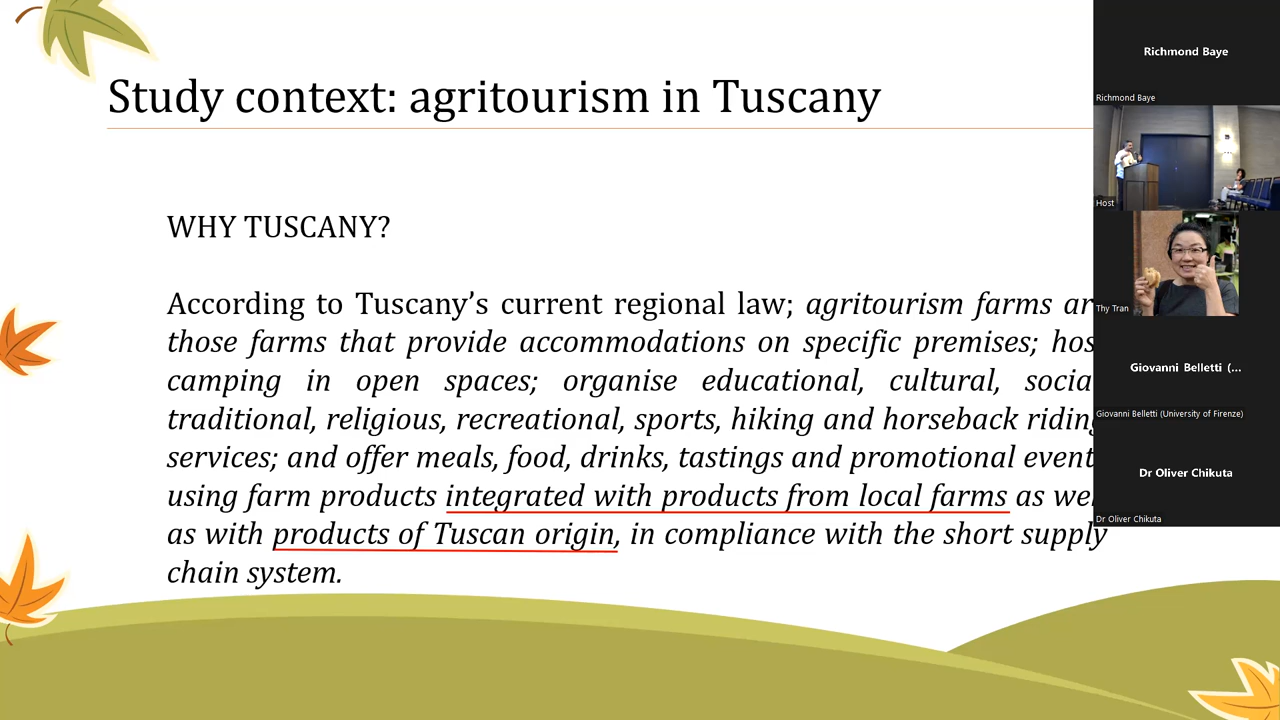 Study context: agritourism in Tuscany
WHY TUSCANY?
According to Tuscany’s current regional law; agritourism farms ar
those farms that provide accommodations on specific premises; hos
camping in open spaces; organise educational, cultural, socia
traditional, religious, recreational, sports, hiking and horseback riding
services; and offer meals, food, drinks, tastings and promotional event
using farm products integrated with products from local farms as we
as with products of Tuscan origin, in compliance with the short supply
chain system.
Richmond Baye
Richmond Baye
Host
Thy Tran
Giovanni Belletti (...
Giovanni Belletti (University of Firenze)
Dr Oliver Chikuta
Dr Oliver Chikuta